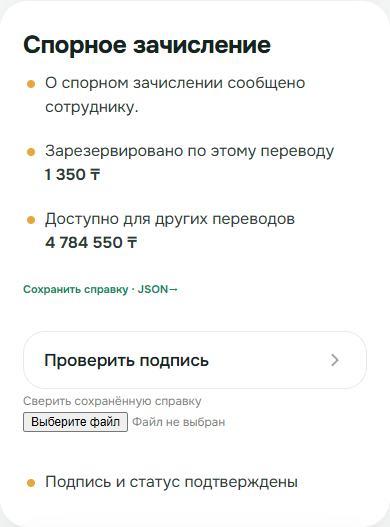 Спорное зачисление
О спорном зачислении сообщено
сотруднику.
Зарезервировано по этому переводу
1 350 ₸
Доступно для других переводов
4 784 550 ₸
Сохранить справку · JSON→
Проверить подпись
Сверить сохранённую справку
Выберите файл Файл не выбран
Подпись и статус подтверждены